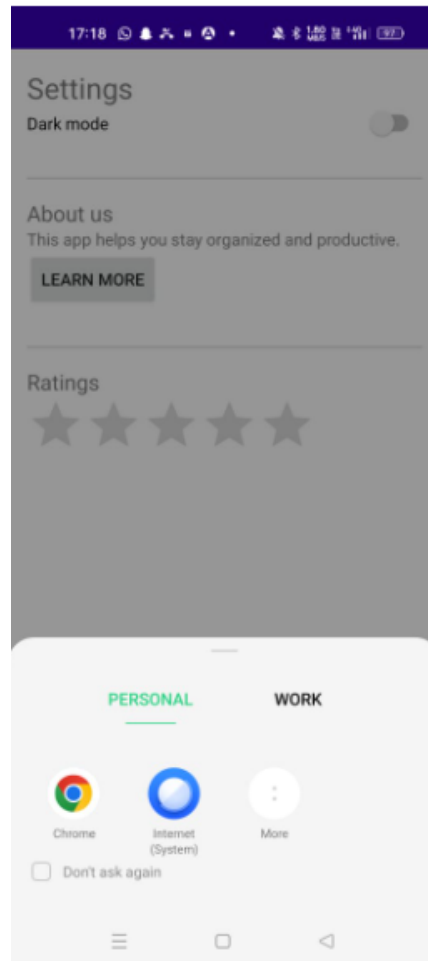 17:18
Settings
Dark mode
About us
This app helps you stay organized and productive.
LEARN MORE
Ratings
PERSONAL
WORK
Chrome
Internet
(System)
More
Don't ask again